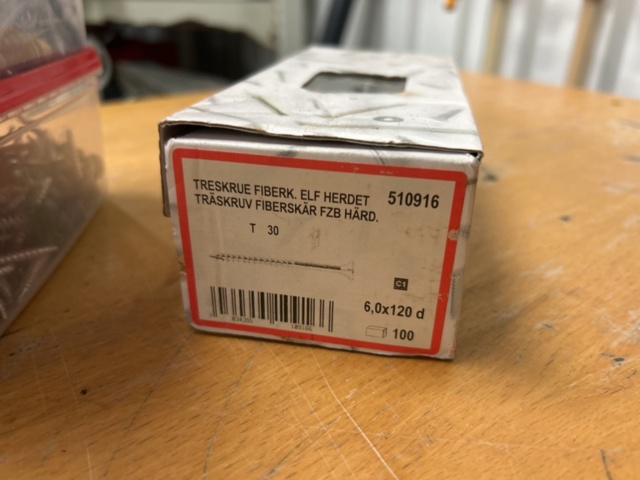 TRESKRUE FIBERK. ELF HERDET 510916
TRÄSKRUV FIBERSKÄR FZB HÄRD.
T 30
C1
6,0x120 d
100